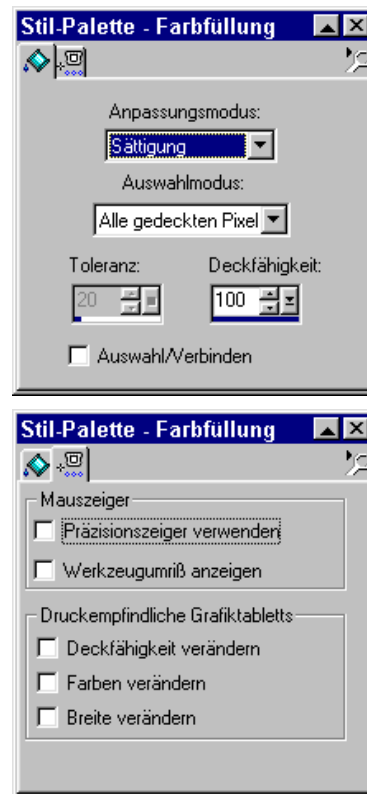 Stil-Palette - Farbfüllung
Anpassungsmodus:
Sättigung
Auswahlmodus:
Alle gedeckten Pixel
Toleranz: Deckfähigkeit:
20 100
Auswahl/Verbinden
Stil-Palette - Farbfüllung
Mauszeiger
Präzisionszeiger verwenden
Werkzeugumriß anzeigen
Druckempfindliche Grafiktabletts
Deckfähigkeit verändern
Farben verändern
Breite verändern